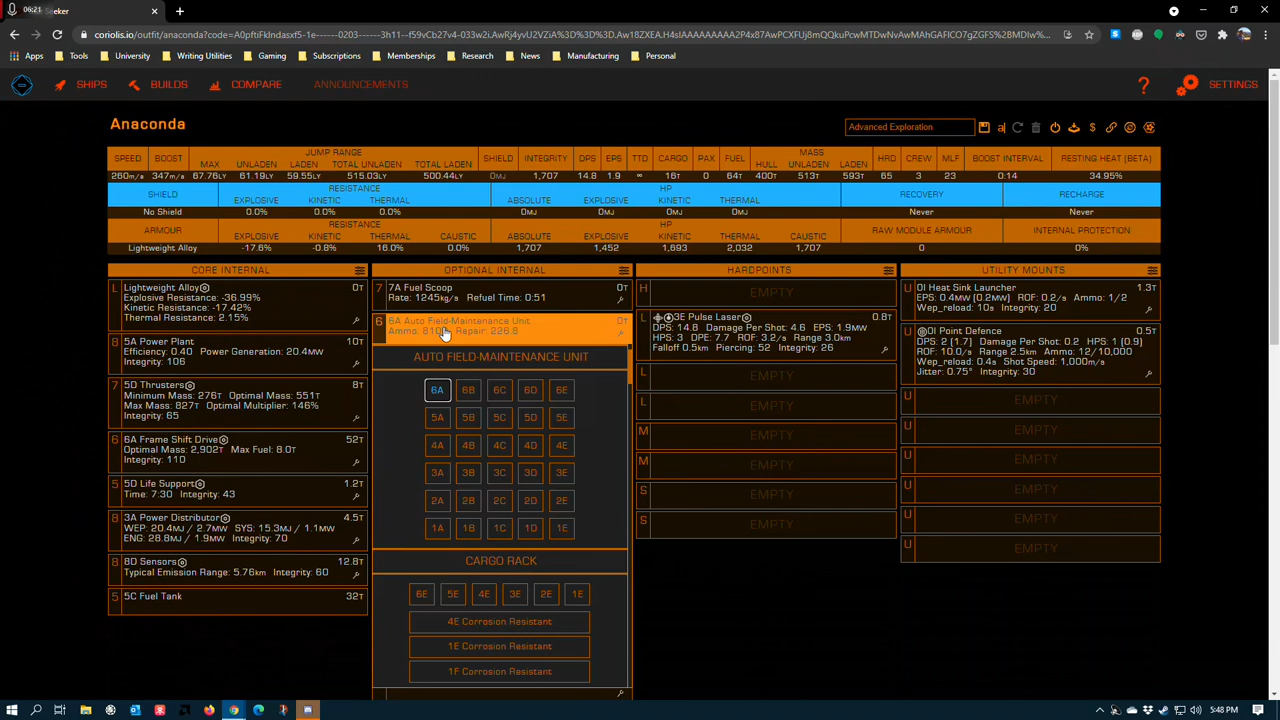 06:21
Seeker
coriolis.io/outfit/anaconda?code=
Apps Tools University Writing Utilities Gaming Subscriptions Memberships Research News Manufacturing Personal
SHIPS BUILDS COMPARE ANNOUNCEMENTS ? SETTINGS
Anaconda
Advanced Exploration
JUMP RANGE MASS
SPEED BOOST MAX UNLADEN LADEN TOTAL UNLADEN TOTAL LADEN SHIELD INTEGRITY DPS EPS TTD CARGO PAX FUEL HULL UNLADEN LADEN HRD CREW MLF BOOST INTERVAL RESTING HEAT (BETA)
260m/s 347m/s 67.76LY 61.19LY 59.55LY 515.03LY 500.44LY 0MJ 1,707 14.8 1.9 ∞ 16T 0 64T 400T 513T 593T 65 3 23 0:14 34.95%
SHIELD RESISTANCE HP RECOVERY RECHARGE
EXPLOSIVE KINETIC THERMAL ABSOLUTE EXPLOSIVE KINETIC THERMAL
No Shield 0.0% 0.0% 0.0% 0MJ 0MJ 0MJ 0MJ Never Never
ARMOUR RESISTANCE HP RAW MODULE ARMOUR INTERNAL PROTECTION
EXPLOSIVE KINETIC THERMAL CAUSTIC ABSOLUTE EXPLOSIVE KINETIC THERMAL CAUSTIC
Lightweight Alloy -17.6% -0.8% 16.0% 0.0% 1,707 1,452 1,693 2,032 1,707 0 0%
CORE INTERNAL
L Lightweight Alloy 0T
Explosive Resistance: -36.99%
Kinetic Resistance: -17.42%
Thermal Resistance: 2.15%
8 5A Power Plant 10T
Efficiency: 0.40 Power Generation: 20.4MW
Integrity: 106
7 5D Thrusters 8T
Minimum Mass: 276T Optimal Mass: 551T
Max Mass: 827T Optimal Multiplier: 146%
Integrity: 65
6 6A Frame Shift Drive 52T
Optimal Mass: 2,902T Max Fuel: 8.0T
Integrity: 110
5 5D Life Support 1.2T
Time: 7:30 Integrity: 43
8 3A Power Distributor 4.5T
WEP: 20.4MJ / 2.7MW SYS: 15.3MJ / 1.1MW
ENG: 28.8MJ / 1.9MW Integrity: 70
8 8D Sensors 12.8T
Typical Emission Range: 5.76km Integrity: 60
5 5C Fuel Tank 32T
OPTIONAL INTERNAL
7 7A Fuel Scoop 0T
Rate: 1245kg/s Refuel Time: 0:51
6 6A Auto Field-Maintenance Unit 0T
Repair: 226.8
AUTO FIELD-MAINTENANCE UNIT
6A 6B 6C 6D 6E
5A 5B 5C 5D 5E
4A 4B 4C 4D 4E
3A 3B 3C 3D 3E
2A 2B 2C 2D 2E
1A 1B 1C 1D 1E
CARGO RACK
6E 5E 4E 3E 2E 1E
4E Corrosion Resistant
1E Corrosion Resistant
1F Corrosion Resistant
HARDPOINTS
H EMPTY
L 3E Pulse Laser 0.8T
DPS: 14.8 Damage Per Shot: 4.6 EPS: 1.9MW
HPS: 3 DPE: 7.7 ROF: 3.2/s Range: 3.0km
Falloff 0.5km Piercing: 52 Integrity: 26
L EMPTY
L EMPTY
M EMPTY
M EMPTY
S EMPTY
S EMPTY
UTILITY MOUNTS
U 0I Heat Sink Launcher 1.3T
EPS: 0.4MW [0.2MW] ROF: 0.2/s Ammo: 1/2
Wep_reload: 10s Integrity: 20
U 0I Point Defence 0.5T
DPS: 2 [1.7] Damage Per Shot: 0.2 HPS: 1 [0.9]
ROF: 10.0/s Range 2.5km Ammo: 12/10,000
Wep_reload: 0.4s Shot Speed: 1,000m/s
Jitter: 0.75° Integrity: 30
U EMPTY
U EMPTY
U EMPTY
U EMPTY
U EMPTY
U EMPTY
5:48 PM